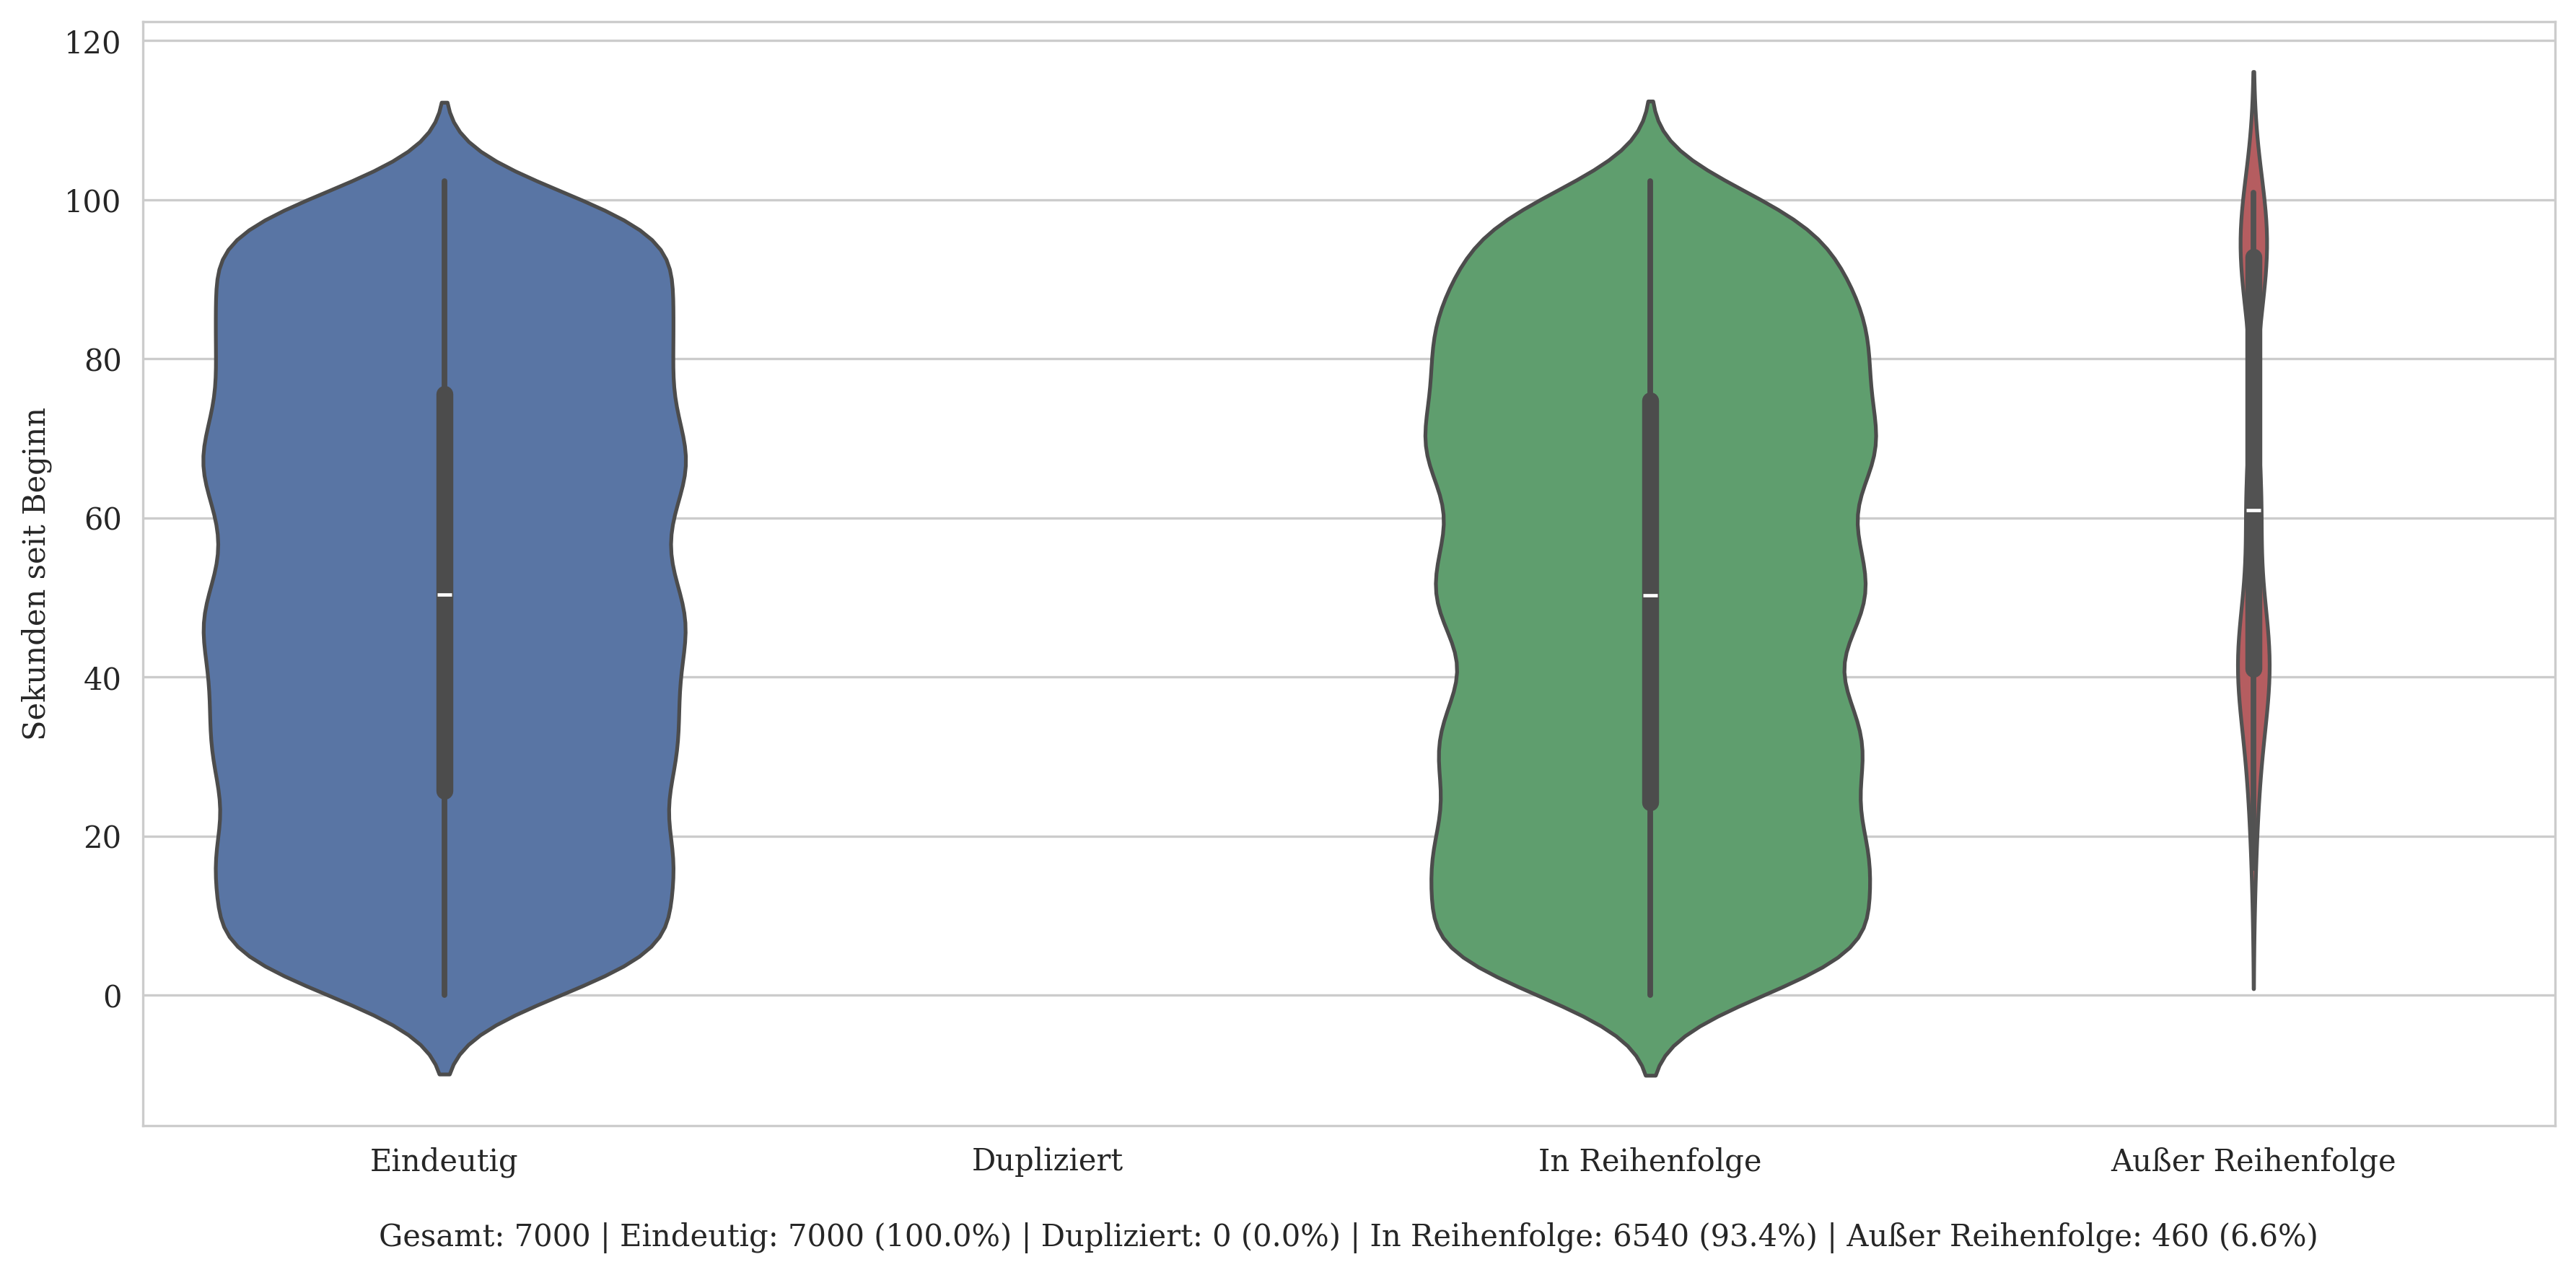 120
100
80
60
40
20
0
Sekunden seit Beginn
Eindeutig
Dupliziert
In Reihenfolge
Außer Reihenfolge
Gesamt: 7000 | Eindeutig: 7000 (100.0%) | Dupliziert: 0 (0.0%) | In Reihenfolge: 6540 (93.4%) | Außer Reihenfolge: 460 (6.6%)